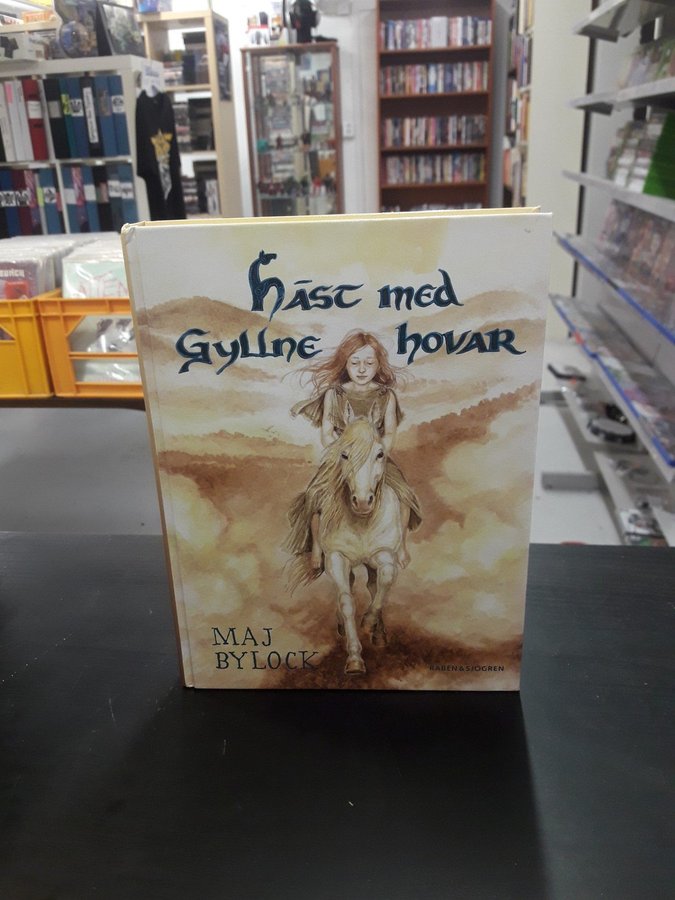 Häst med
Gyllne hovar
MAJ
BYLOCK
RABÉN & SJÖGREN